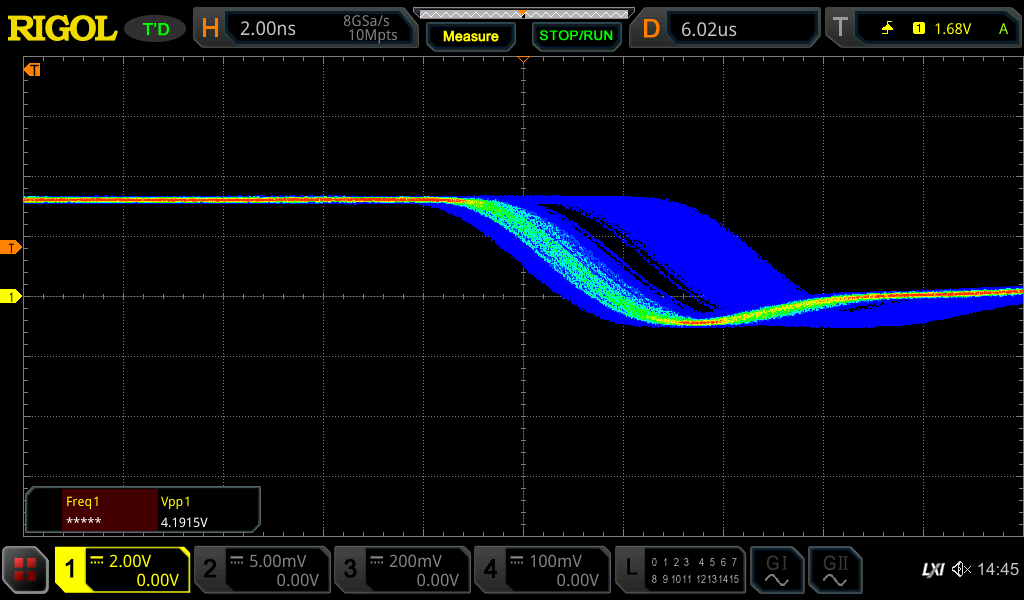 RIGOL T'D H 2.00ns 8GSa/s 10Mpts Measure STOP/RUN D 6.02us T 1 1.68V A
T
T
1
Freq1 Vpp1
***** 4.1915V
1 2.00V 0.00V 2 5.00mV 0.00V 3 200mV 0.00V 4 100mV 0.00V L 0 1 2 3 4 5 6 7 GI GII
8 9 10 11 12 13 14 15
LXI 14:45